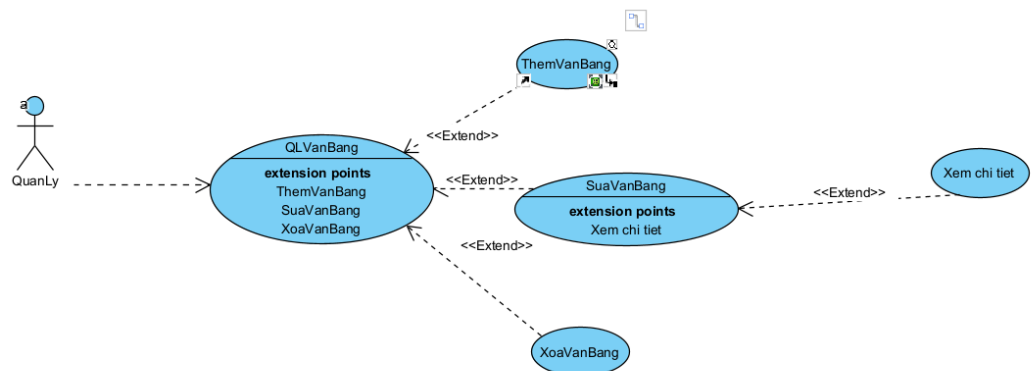 ThemVanBang
a
<<Extend>>
QLVanBang
extension points
ThemVanBang
SuaVanBang
XoaVanBang
QuanLy
<<Extend>>
SuaVanBang
extension points
Xem chi tiet
<<Extend>>
Xem chi tiet
<<Extend>>
XoaVanBang